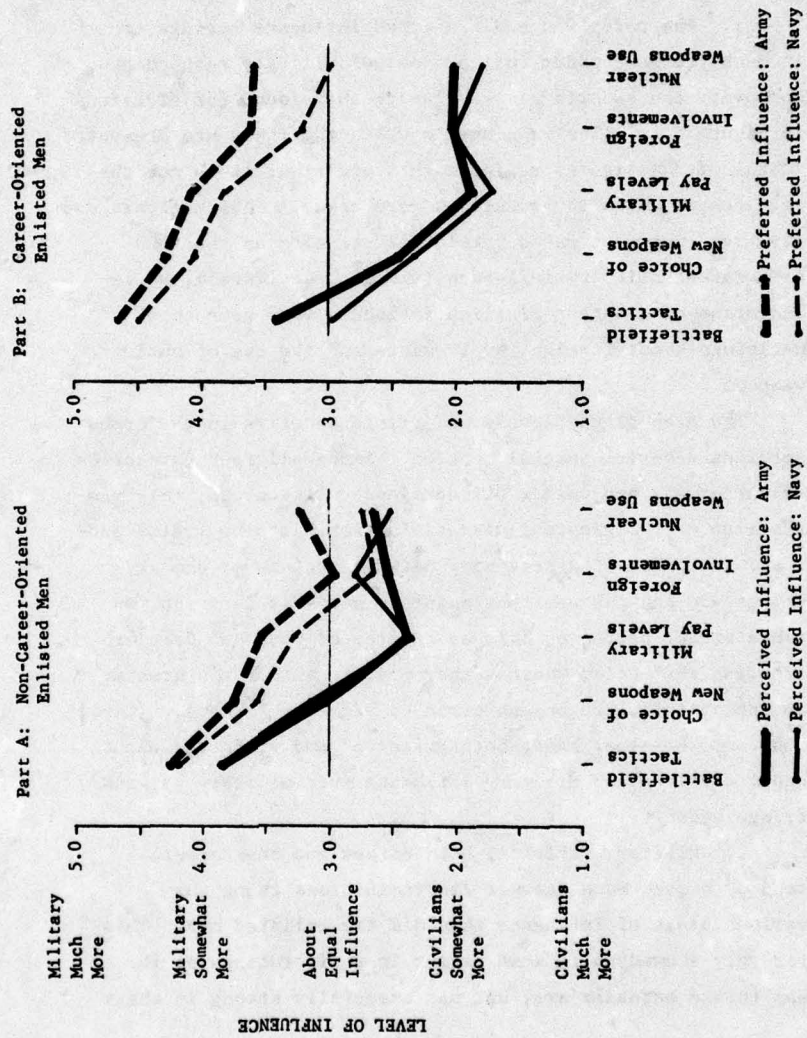 Part A: Non-Career-Oriented
Enlisted Men
Part B: Career-Oriented
Enlisted Men
LEVEL OF INFLUENCE
Military
Much
More
Military
Somewhat
More
About
Equal
Influence
Civilians
Somewhat
More
Civilians
Much
More
5.0
4.0
3.0
2.0
1.0
Battlefield
Tactics
Choice of
New Weapons
Military
Pay Levels
Foreign
Involvements
Nuclear
Weapons Use
5.0
4.0
3.0
2.0
1.0
Battlefield
Tactics
Choice of
New Weapons
Military
Pay Levels
Foreign
Involvements
Nuclear
Weapons Use
Perceived Influence: Army
Perceived Influence: Navy
Preferred Influence: Army
Preferred Influence: Navy